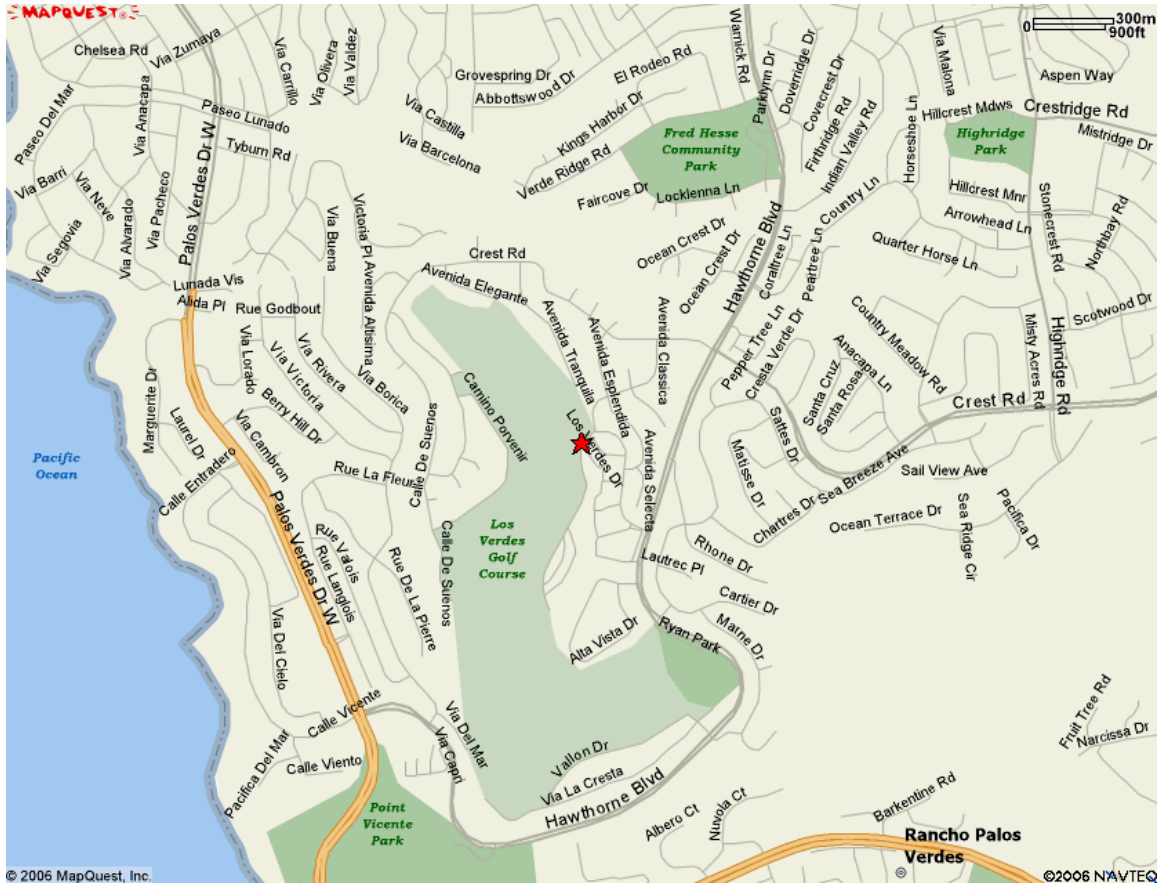 MAPQUEST
300m
900ft
Chelsea Rd
Via Zumaya
Via Carrillo
Via Olivera
Via Valdez
Grovespring Dr
Abbottswood Dr
El Rodeo Rd
Warnick Rd
Parklynn Dr
Doverridge Dr
Covecrest Dr
Firthridge Rd
Indian Valley Rd
Horseshoe Ln
Via Malona
Aspen Way
Hillcrest Mdws
Crestridge Rd
Mistridge Dr
Highridge
Park
Paseo Del Mar
Via Anacapa
Paseo Lunado
Tyburn Rd
Via Castilla
Via Barcelona
Kings Harbor Dr
Verde Ridge Rd
Fred Hesse
Community
Park
Faircove Dr
Locklenna Ln
Via Barri
Via Neve
Via Segovia
Via Alvarado
Via Pacheco
Palos Verdes Dr W
Via Buena
Victoria Pl
Avenida Altisima
Crest Rd
Avenida Elegante
Ocean Crest Dr
Ocean Crest Dr
Hawthorne Blvd
Coraltree Ln
Peartree Ln
Country Ln
Hillcrest Mnr
Arrowhead Ln
Quarter Horse Ln
Stonecrest Rd
Northbay Rd
Scotwood Dr
Lunada Vis
Alida Pl
Rue Godbout
Via Lorado
Via Victoria
Via Rivera
Via Borica
Berry Hill Dr
Avenida Tranquila
Avenida Esplendida
Avenida Classica
Pepper Tree Ln
Cresta Verde Dr
Santa Cruz
Santa Rosa
Anacapa Ln
Country Meadow Rd
Misty Acres Rd
Highridge Rd
Crest Rd
Marguerite Dr
Laurel Dr
Calle Entradero
Via Cambron
Rue La Fleur
Calle De Suenos
Camino Porvenir
Los Verdes Dr
Avenida Selecta
Sattes Dr
Matisse Dr
Chartres Dr
Sea Breeze Ave
Sail View Ave
Ocean Terrace Dr
Sea Ridge Cir
Pacifica Dr
Pacific
Ocean
Palos Verdes Dr W
Rue Valois
Rue Langlois
Rue De La Pierre
Calle De Suenos
Los
Verdes
Golf
Course
Lautrec Pl
Rhone Dr
Cartier Dr
Marne Dr
Ryan Park
Alta Vista Dr
Via Del Cielo
Calle Vicente
Pacifica Del Mar
Calle Viento
Via Del Mar
Via Capri
Vallon Dr
Via La Cresta
Hawthorne Blvd
Point
Vicente
Park
Albero Ct
Nuvola Ct
Barkentine Rd
Fruit Tree Rd
Narcissa Dr
Rancho Palos
Verdes
© 2006 MapQuest, Inc.
©2006 NAVTEQ